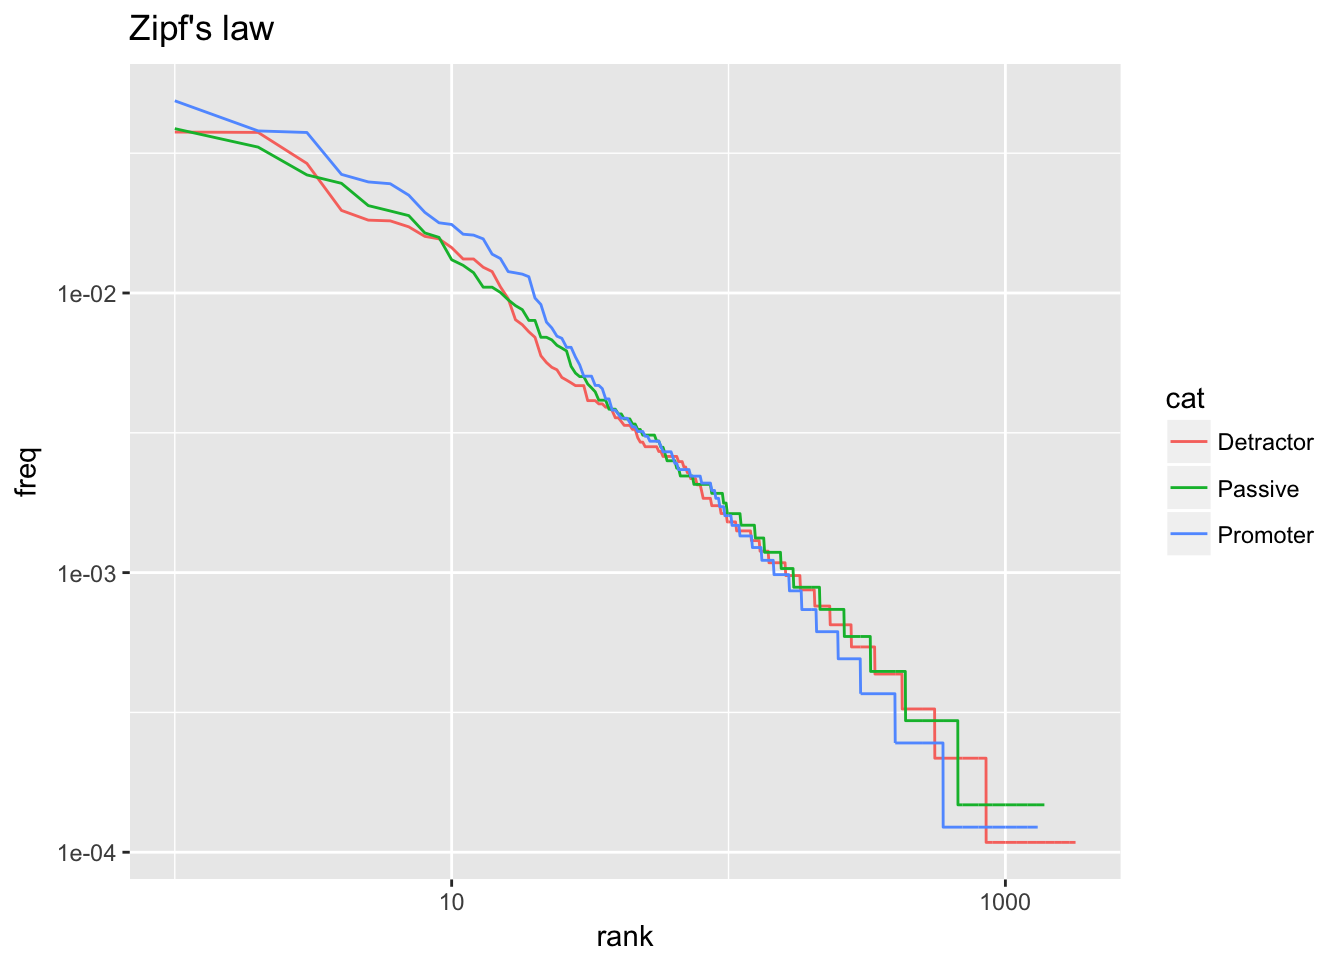 Zipf's law
freq
1e-02
1e-03
1e-04
10
1000
rank
cat
Detractor
Passive
Promoter